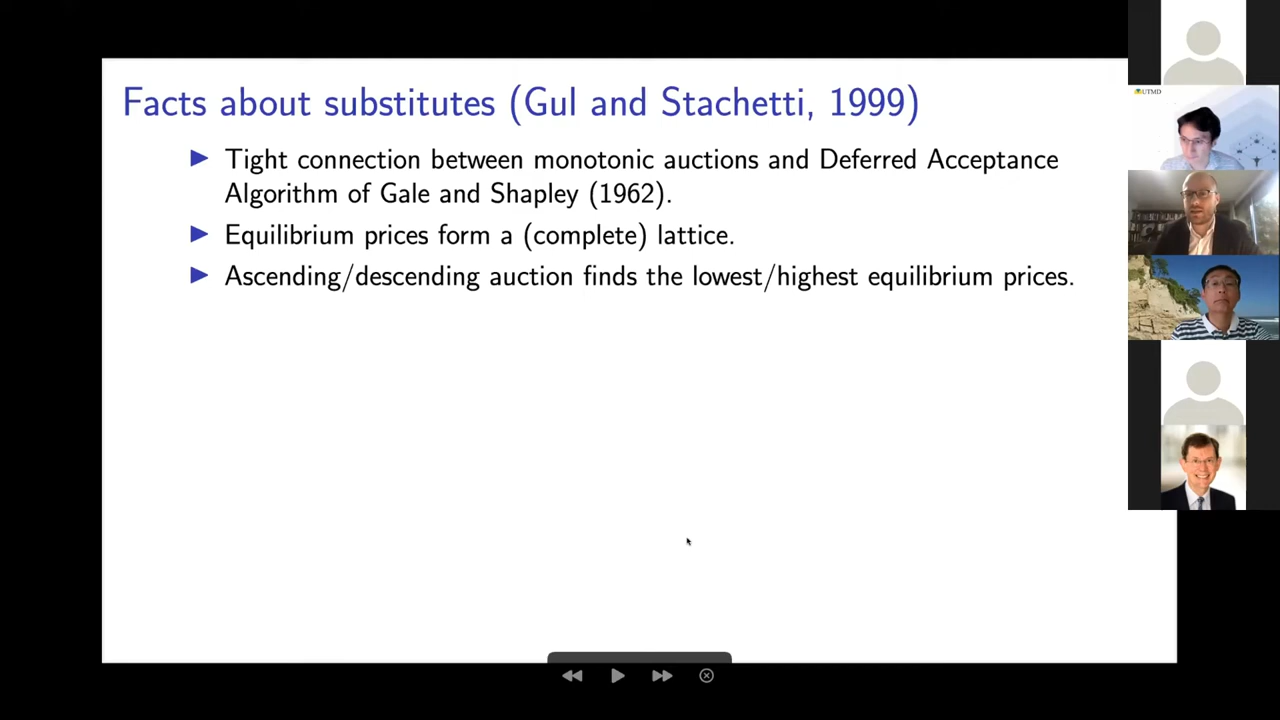 Facts about substitutes (Gul and Stachetti, 1999)
Tight connection between monotonic auctions and Deferred Acceptance
Algorithm of Gale and Shapley (1962).
Equilibrium prices form a (complete) lattice.
Ascending/descending auction finds the lowest/highest equilibrium prices.
UTMD